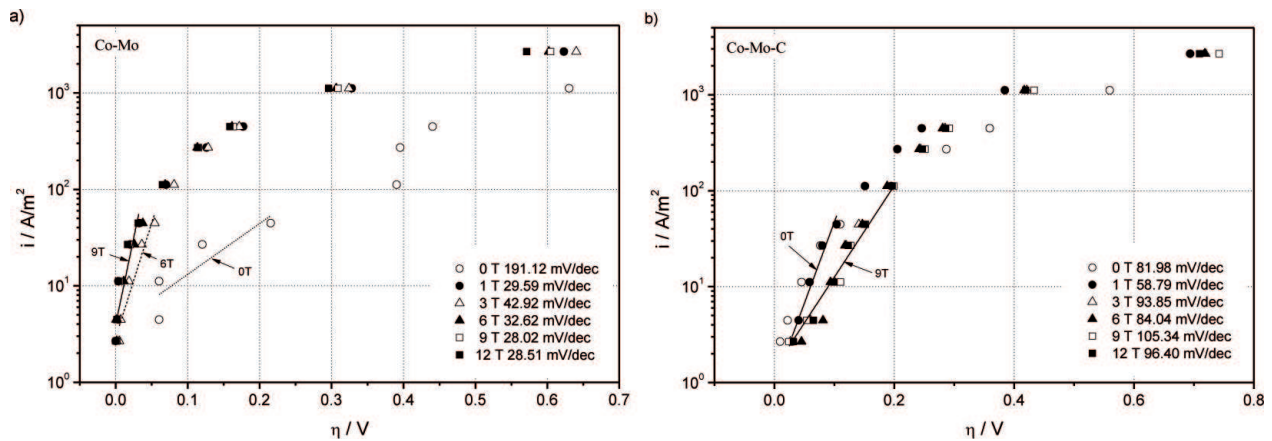 a)
Co-Mo
10³
10²
10¹
10⁰
i / A/m²
9T
6T
0T
0 T 191.12 mV/dec
1 T 29.59 mV/dec
3 T 42.92 mV/dec
6 T 32.62 mV/dec
9 T 28.02 mV/dec
12 T 28.51 mV/dec
0.0 0.1 0.2 0.3 0.4 0.5 0.6 0.7
η / V
b)
Co-Mo-C
10³
10²
10¹
10⁰
i / A/m²
0T
9T
0 T 81.98 mV/dec
1 T 58.79 mV/dec
3 T 93.85 mV/dec
6 T 84.04 mV/dec
9 T 105.34 mV/dec
12 T 96.40 mV/dec
0.0 0.2 0.4 0.6 0.8
η / V